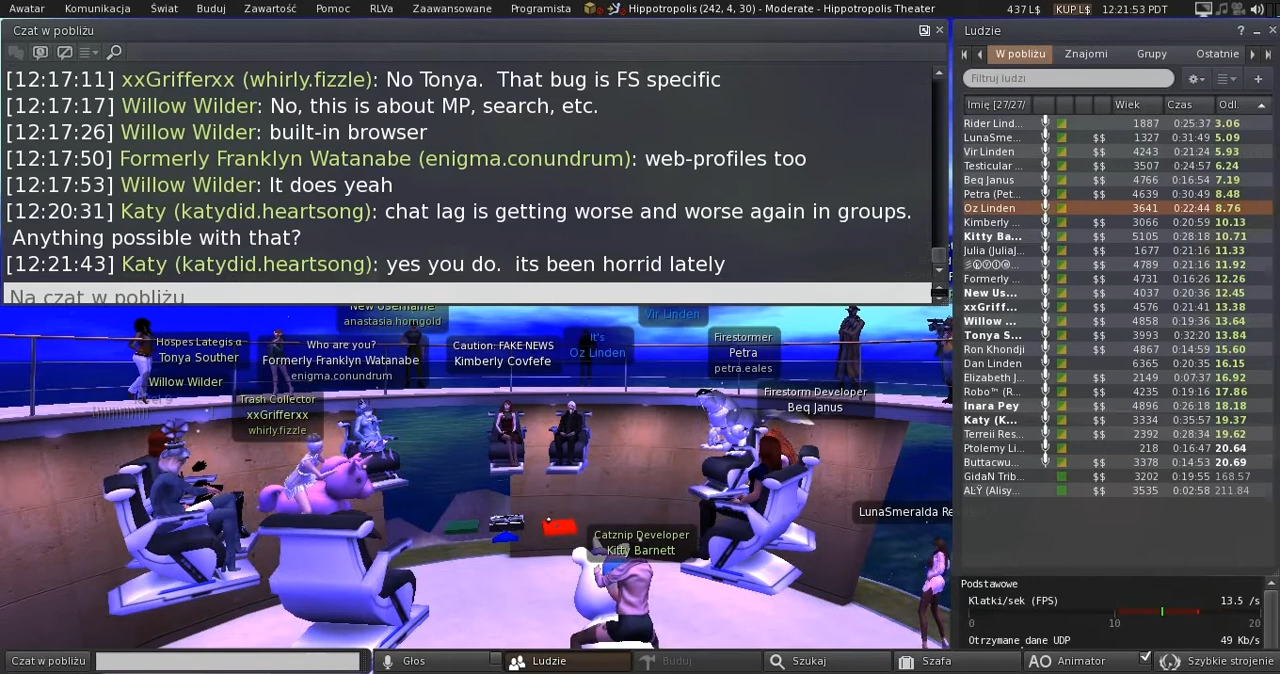 Awatar Komunikacja Świat Buduj Zawartość Pomoc RLVa Zaawansowane Programista Hippotropolis (242, 4, 30) - Moderate - Hippotropolis Theater 437 L$ KUP L$ 12:21:53 PDT
Czat w pobliżu
[12:17:11] xxGrifferxx (whirly.fizzle): No Tonya. That bug is FS specific
[12:17:17] Willow Wilder: No, this is about MP, search, etc.
[12:17:26] Willow Wilder: built-in browser
[12:17:50] Formerly Franklyn Watanabe (enigma.conundrum): web-profiles too
[12:17:53] Willow Wilder: It does yeah
[12:20:31] Katy (katydid.heartsong): chat lag is getting worse and worse again in groups.
Anything possible with that?
[12:21:43] Katy (katydid.heartsong): yes you do. its been horrid lately
Na czat w pobliżu
New Username
anastasia.horngold
Vir Linden
Hospes Lategis α
Tonya Souther
Who are you?
Formerly Franklyn Watanabe
enigma.conundrum
Caution: FAKE NEWS
Kimberly Covfefe
It's
Oz Linden
Firestormer
Petra
petra.eales
Willow Wilder
Trash Collector
xxGrifferxx
whirly.fizzle
Firestorm Developer
Beq Janus
LunaSmeralda
Catznip Developer
Kitty Barnett
Ludzie
? _ ×
W pobliżu Znajomi Grupy Ostatnie
Filtruj ludzi
Imię [27/27/ Wiek Czas Odl.
Rider Lind... 1887 0:25:37 3.06
LunaSme... $$ 1327 0:31:49 5.09
Vir Linden $$ 4243 0:21:24 5.93
Testicular ... $$ 3507 0:24:57 6.24
Beq Janus $$ 4766 0:16:54 7.19
Petra (Pet... $$ 4639 0:30:49 8.48
Oz Linden 3641 0:22:44 8.76
Kimberly ... $$ 3066 0:20:59 10.13
Kitty Ba... $$ 5105 0:28:18 10.71
Julia (JuliaJ... $$ 1677 0:21:16 11.33
$$ 4789 0:21:16 11.92
Formerly ... $$ 4731 0:16:26 12.26
New Us... $$ 4037 0:20:36 12.45
xxGriff... $$ 4576 0:21:41 13.38
Willow ... $$ 4858 0:19:36 13.64
Tonya S... $$ 3993 0:32:20 13.84
Ron Khondji $$ 4867 0:14:59 15.60
Dan Linden 6365 0:20:35 16.15
Elizabeth J... $$ 2149 0:07:37 16.92
Robo™ (R... $$ 4235 0:19:16 17.86
Inara Pey $$ 4896 0:26:18 18.18
Katy (K... $$ 3334 0:35:57 19.37
Terreii Res... $$ 2392 0:28:34 19.62
Ptolemy Li... 218 0:16:47 20.64
Buttacwu... $$ 3378 0:14:53 20.69
GidaN Trib... $$ 3202 0:19:55 168.57
ALŸ (Alisy... $$ 3535 0:02:58 211.84
Podstawowe
Klatki/sek (FPS) 13.5 /s
0 10 20
Otrzymane dane UDP 49 Kb/s
Czat w pobliżu Głos Ludzie Buduj Szukaj Szafa AO Animator Szybkie strojenie